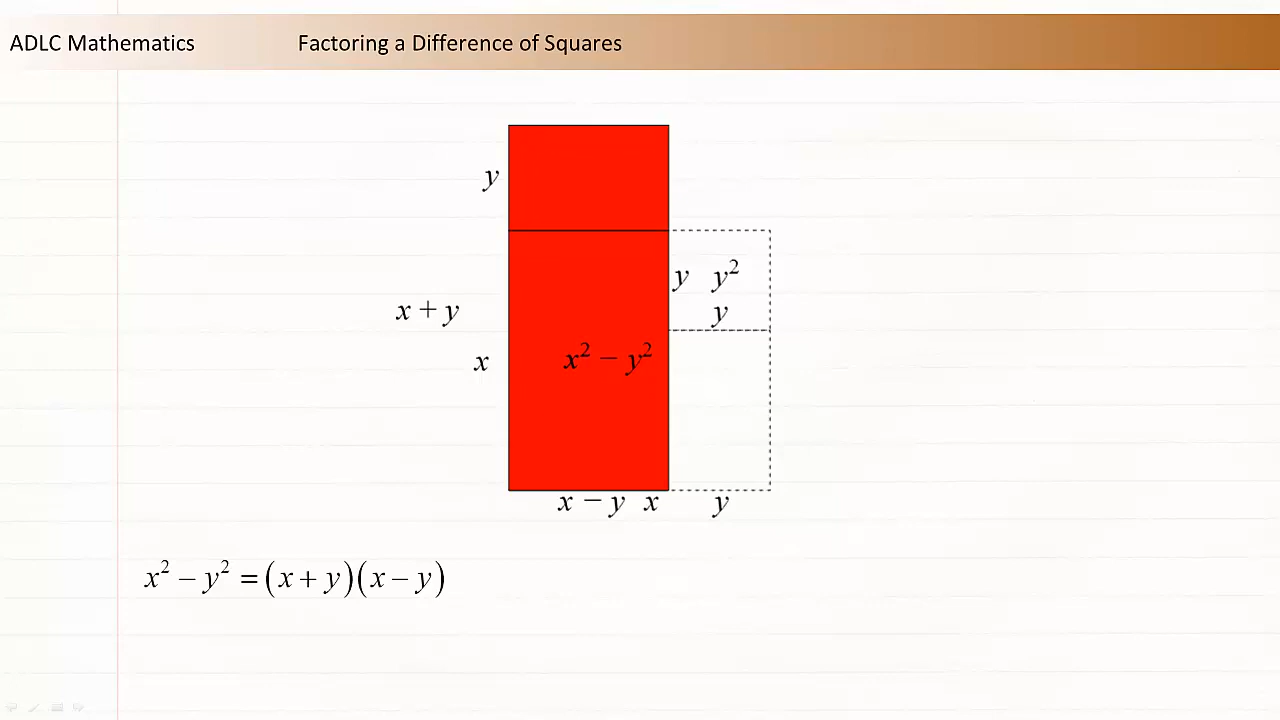 ADLC Mathematics Factoring a Difference of Squares
y
y y²
x + y y
x x² − y²
x − y x y
x² − y² = (x + y)(x − y)